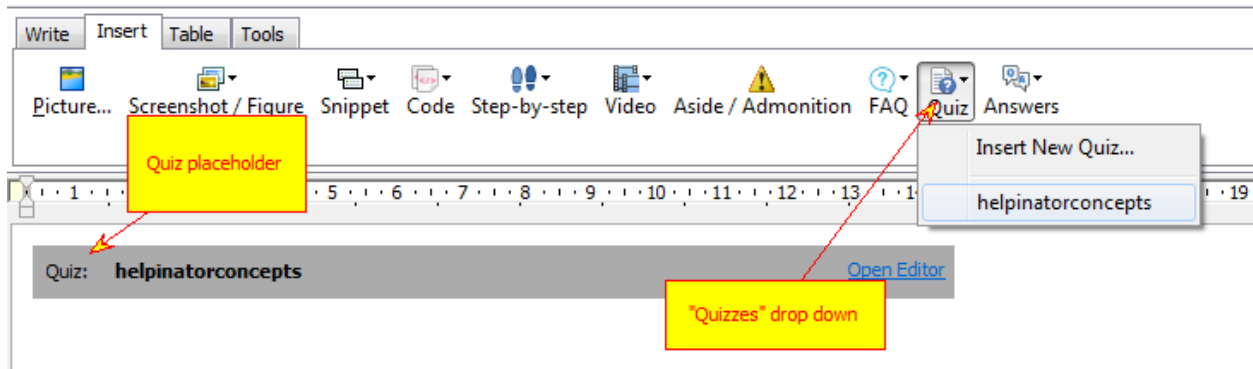 Write Insert Table Tools
Picture... Screenshot / Figure Snippet Code Step-by-step Video Aside / Admonition FAQ Quiz Answers
Insert New Quiz...
helpinatorconcepts
Quiz placeholder
1 5 6 7 8 9 10 11 12 13 1 19
Quiz: helpinatorconcepts Open Editor
"Quizzes" drop down